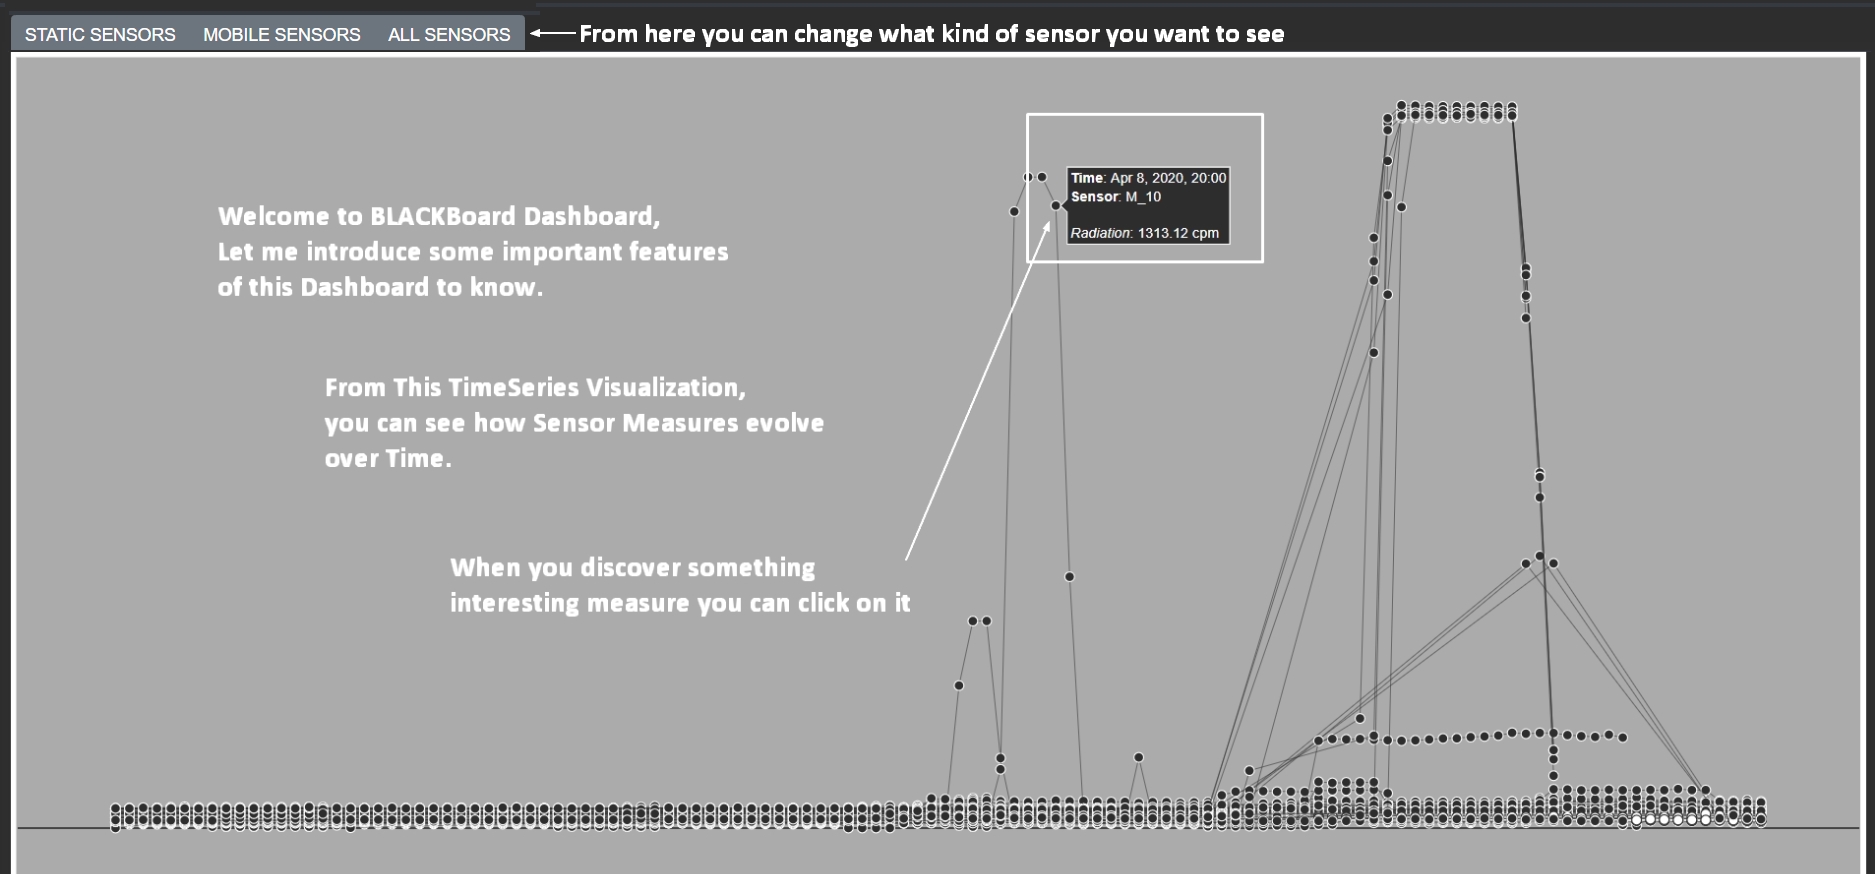 STATIC SENSORS MOBILE SENSORS ALL SENSORS From here you can change what kind of sensor you want to see
Time: Apr 8, 2020, 20:00
Sensor: M_10
Radiation: 1313.12 cpm
Welcome to BLACKBoard Dashboard,
Let me introduce some important features
of this Dashboard to know.
From This TimeSeries Visualization,
you can see how Sensor Measures evolve
over Time.
When you discover something
interesting measure you can click on it